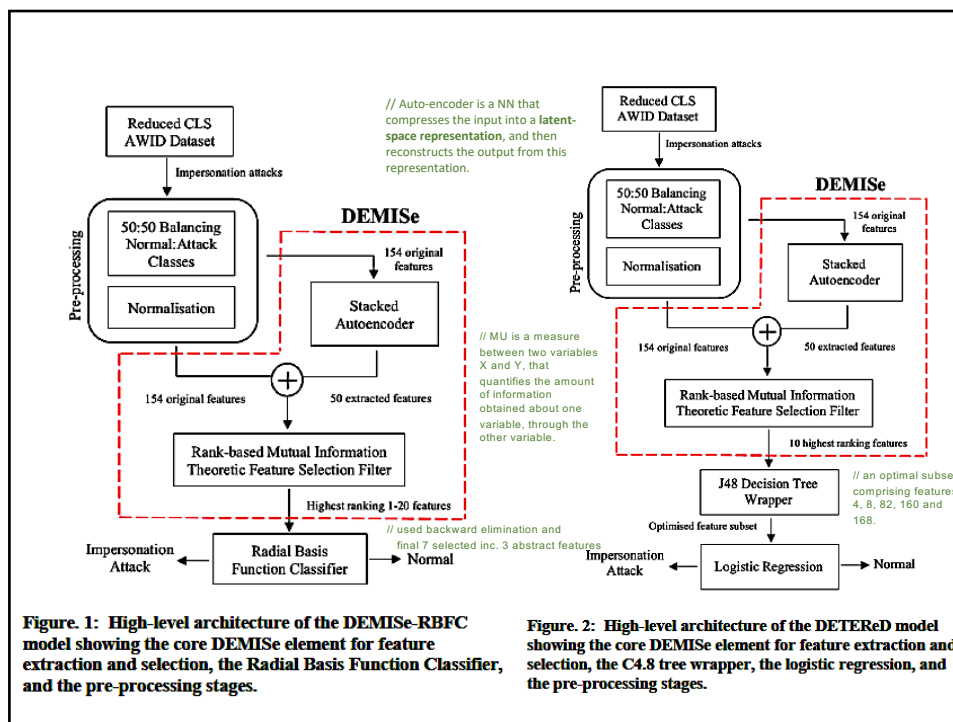 Reduced CLS
AWID Dataset
Impersonation attacks
Pre-processing
50:50 Balancing
Normal:Attack
Classes
Normalisation
DEMISe
154 original
features
Stacked
Autoencoder
154 original features
50 extracted features
Rank-based Mutual Information
Theoretic Feature Selection Filter
Highest ranking 1-20 features
// used backward elimination and
final 7 selected inc. 3 abstract features
Impersonation
Attack
Radial Basis
Function Classifier
Normal
Figure. 1: High-level architecture of the DEMISe-RBFC
model showing the core DEMISe element for feature
extraction and selection, the Radial Basis Function Classifier,
and the pre-processing stages.
// Auto-encoder is a NN that
compresses the input into a latent-
space representation, and then
reconstructs the output from this
representation.
// MU is a measure
between two variables
X and Y, that
quantifies the amount
of information
obtained about one
variable, through the
other variable.
Reduced CLS
AWID Dataset
Impersonation attacks
Pre-processing
50:50 Balancing
Normal:Attack
Classes
Normalisation
DEMISe
154 original
features
Stacked
Autoencoder
154 original features
50 extracted features
Rank-based Mutual Information
Theoretic Feature Selection Filter
10 highest ranking features
J48 Decision Tree
Wrapper
// an optimal subse
comprising features
4, 8, 82, 160 and
168.
Optimised feature subset
Impersonation
Attack
Logistic Regression
Normal
Figure. 2: High-level architecture of the DETEReD model
showing the core DEMISe element for feature extraction and
selection, the C4.8 tree wrapper, the logistic regression, and
the pre-processing stages.